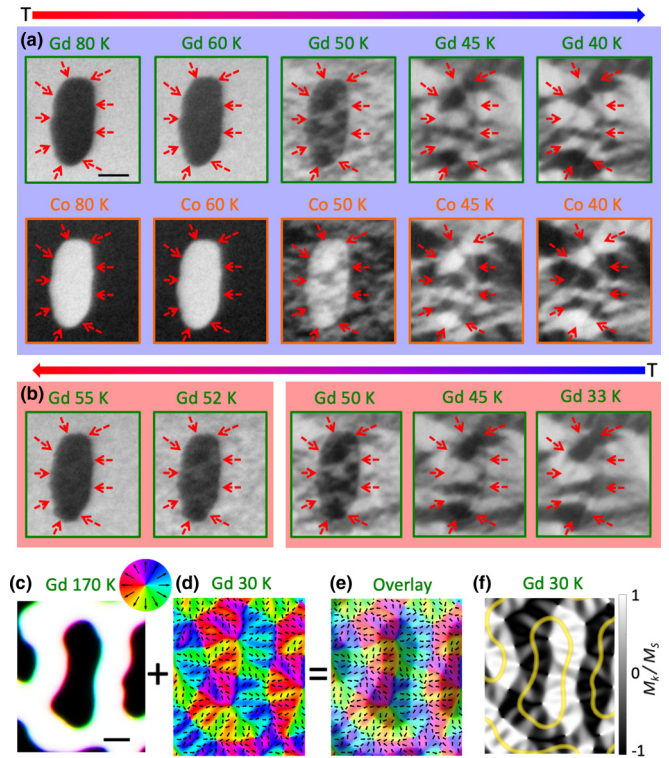 T
(a) Gd 80 K Gd 60 K Gd 50 K Gd 45 K Gd 40 K
Co 80 K Co 60 K Co 50 K Co 45 K Co 40 K
T
(b) Gd 55 K Gd 52 K Gd 50 K Gd 45 K Gd 33 K
(c) Gd 170 K (d) Gd 30 K (e) Overlay (f) Gd 30 K
+ =
1
0
-1
Mₖ/Mₛ